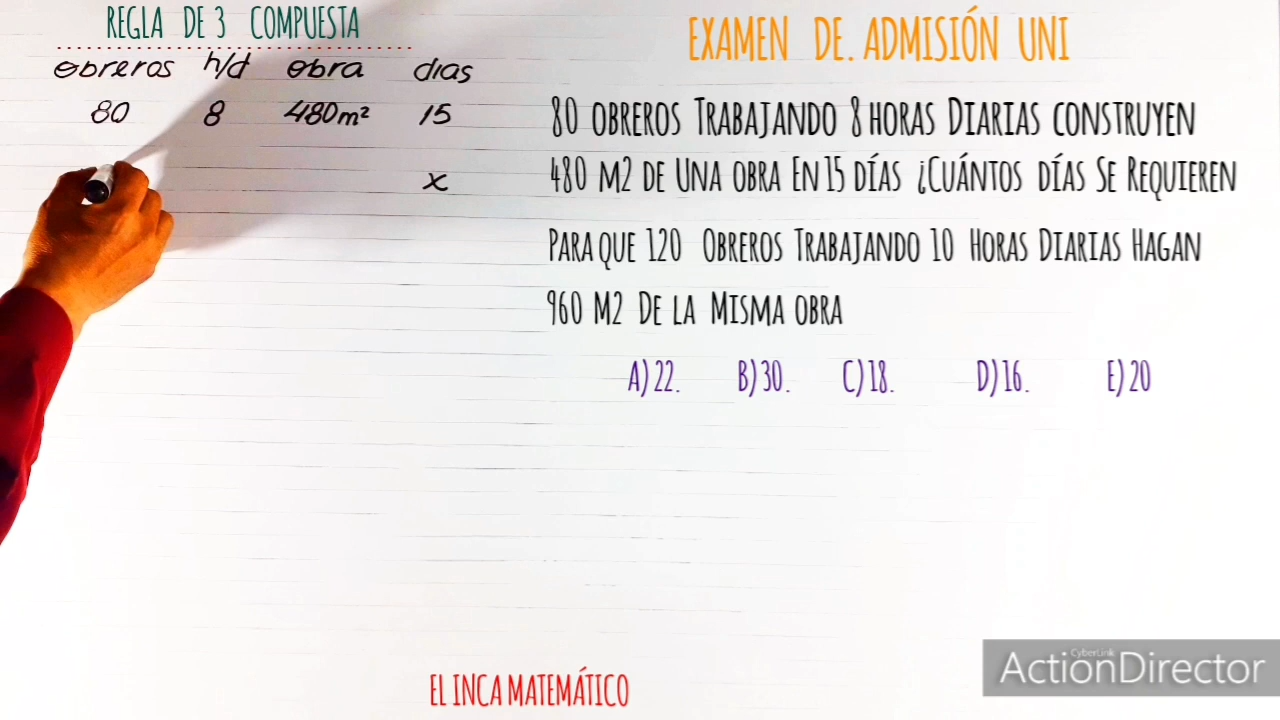 REGLA DE 3 COMPUESTA
obreros h/d obra dias
80 8 480m² 15
x
EXAMEN DE. ADMISIÓN UNI
80 OBREROS TRABAJANDO 8 HORAS DIARIAS CONSTRUYEN
480 M2 DE UNA OBRA EN 15 DÍAS ¿CUÁNTOS DÍAS SE REQUIEREN
PARA QUE 120 OBREROS TRABAJANDO 10 HORAS DIARIAS HAGAN
960 M2 DE LA MISMA OBRA
A) 22. B) 30. C) 18. D) 16. E) 20
EL INCA MATEMÁTICO
CyberLink
ActionDirector